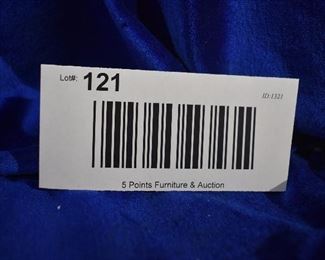 Lot#: 121
ID:1321
5 Points Furniture & Auction